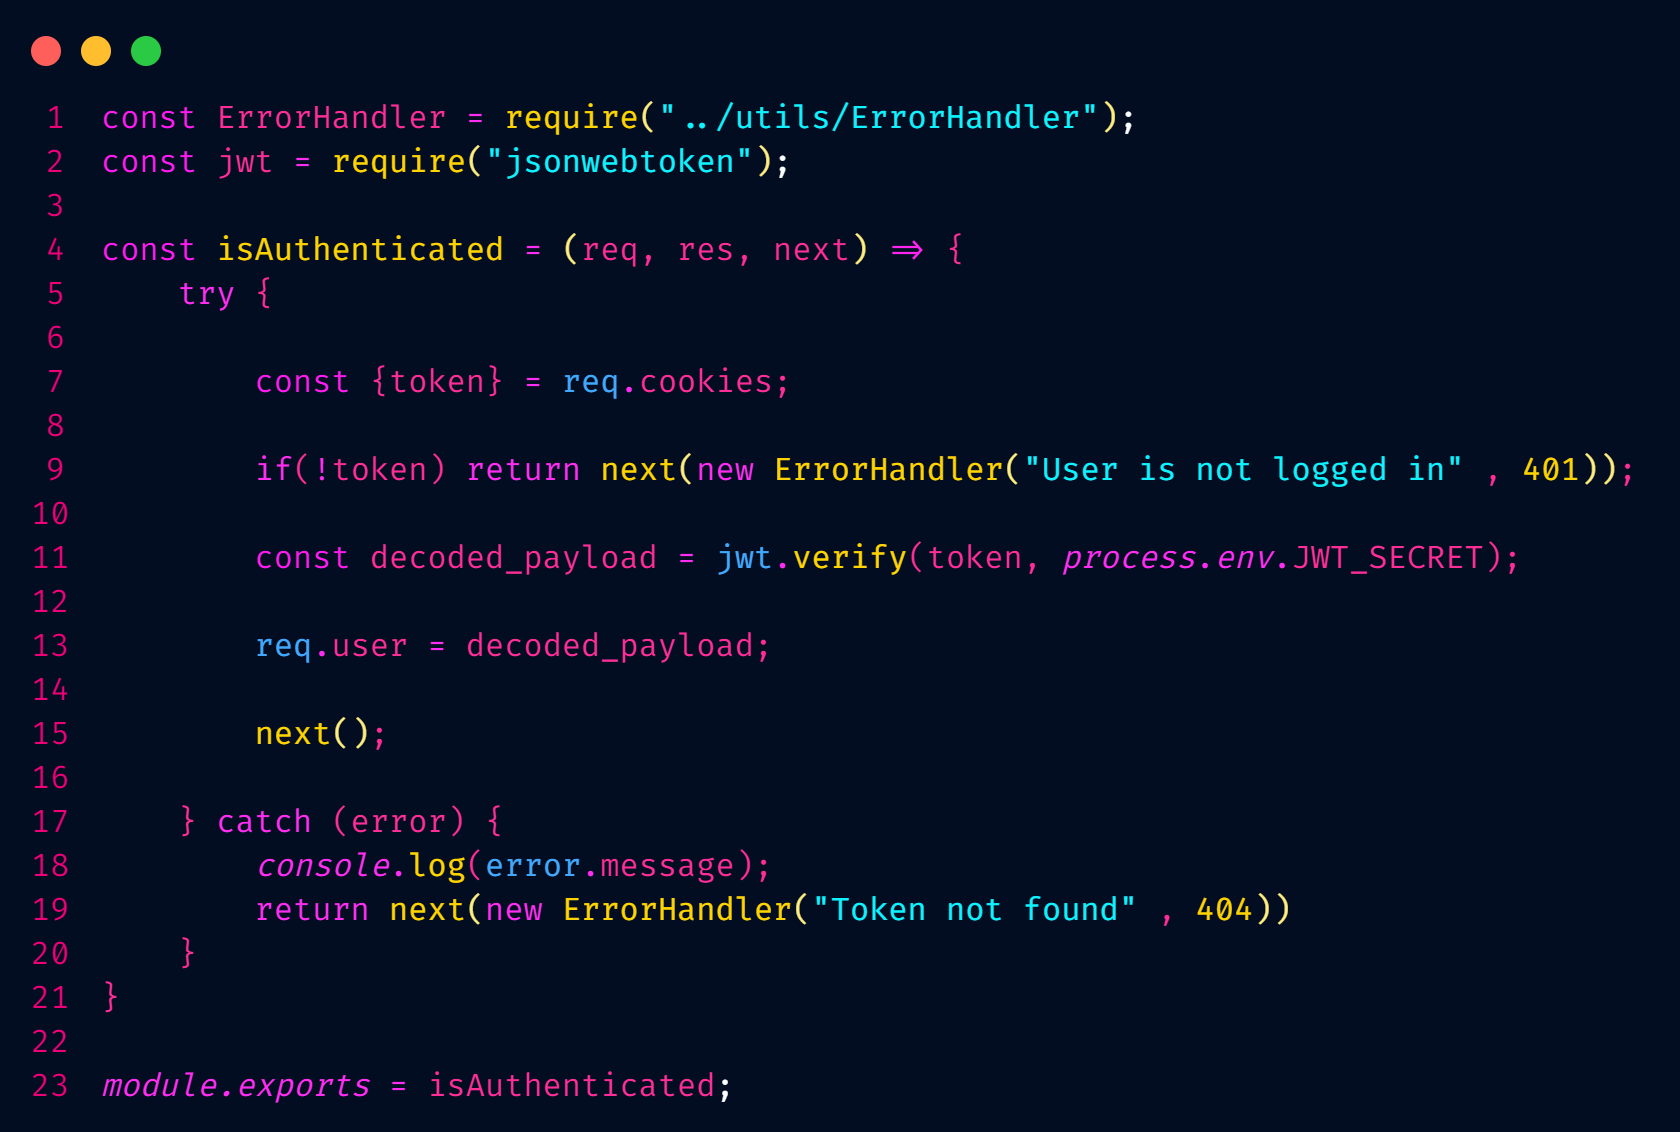 1 const ErrorHandler = require("../utils/ErrorHandler");
2 const jwt = require("jsonwebtoken");
3
4 const isAuthenticated = (req, res, next) => {
5     try {
6
7         const {token} = req.cookies;
8
9         if(!token) return next(new ErrorHandler("User is not logged in" , 401));
10
11         const decoded_payload = jwt.verify(token, process.env.JWT_SECRET);
12
13         req.user = decoded_payload;
14
15         next();
16
17     } catch (error) {
18         console.log(error.message);
19         return next(new ErrorHandler("Token not found" , 404))
20     }
21 }
22
23 module.exports = isAuthenticated;